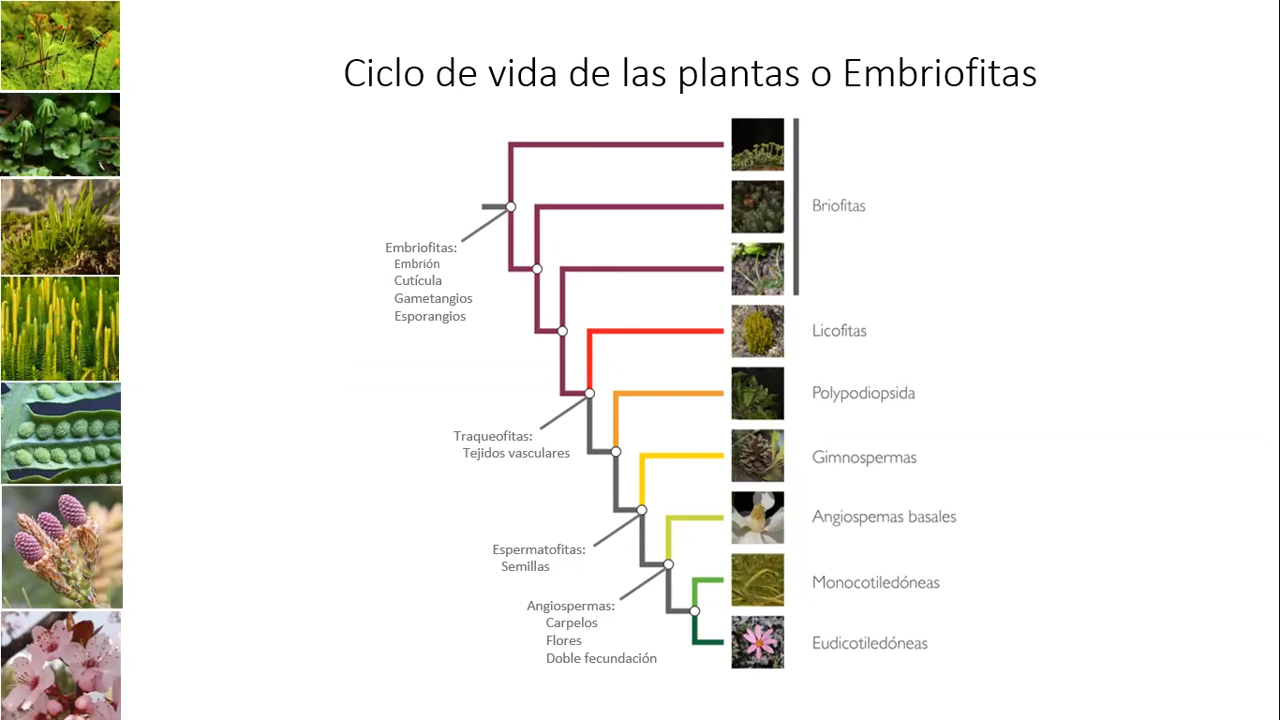 Ciclo de vida de las plantas o Embriofitas
Briofitas
Embriofitas:
Embrión
Cutícula
Gametangios
Esporangios
Licofitas
Polypodiopsida
Traqueofitas:
Tejidos vasculares
Gimnospermas
Angiospemas basales
Espermatofitas:
Semillas
Monocotiledóneas
Angiospermas:
Carpelos
Flores
Doble fecundación
Eudicotiledóneas